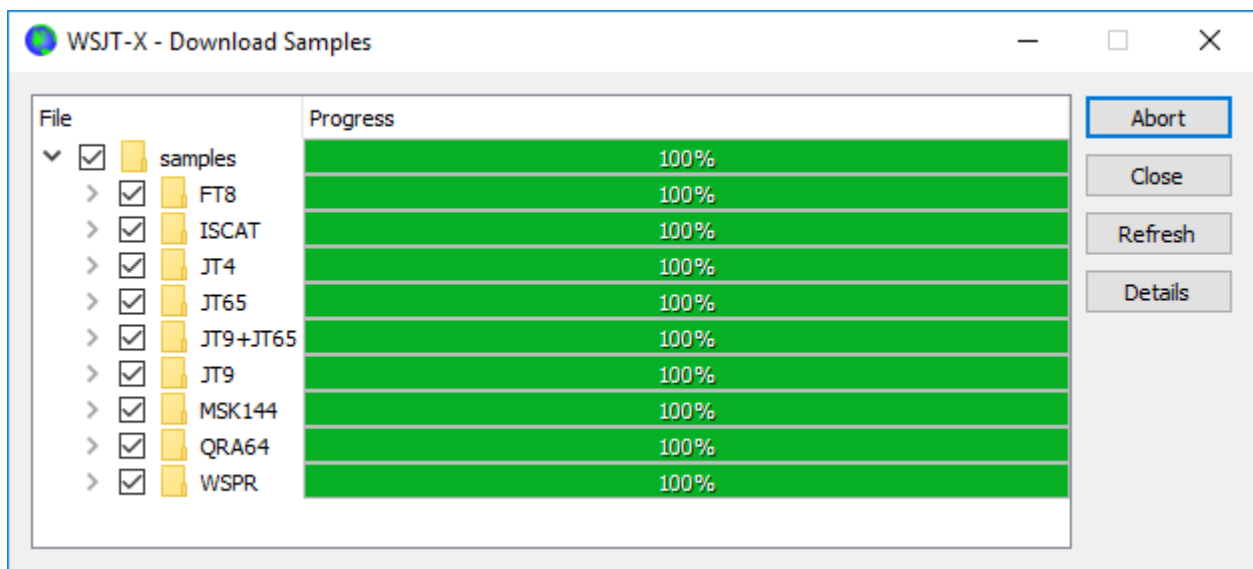 WSJT-X - Download Samples
File Progress
samples 100%
FT8 100%
ISCAT 100%
JT4 100%
JT65 100%
JT9+JT65 100%
JT9 100%
MSK144 100%
QRA64 100%
WSPR 100%
Abort
Close
Refresh
Details